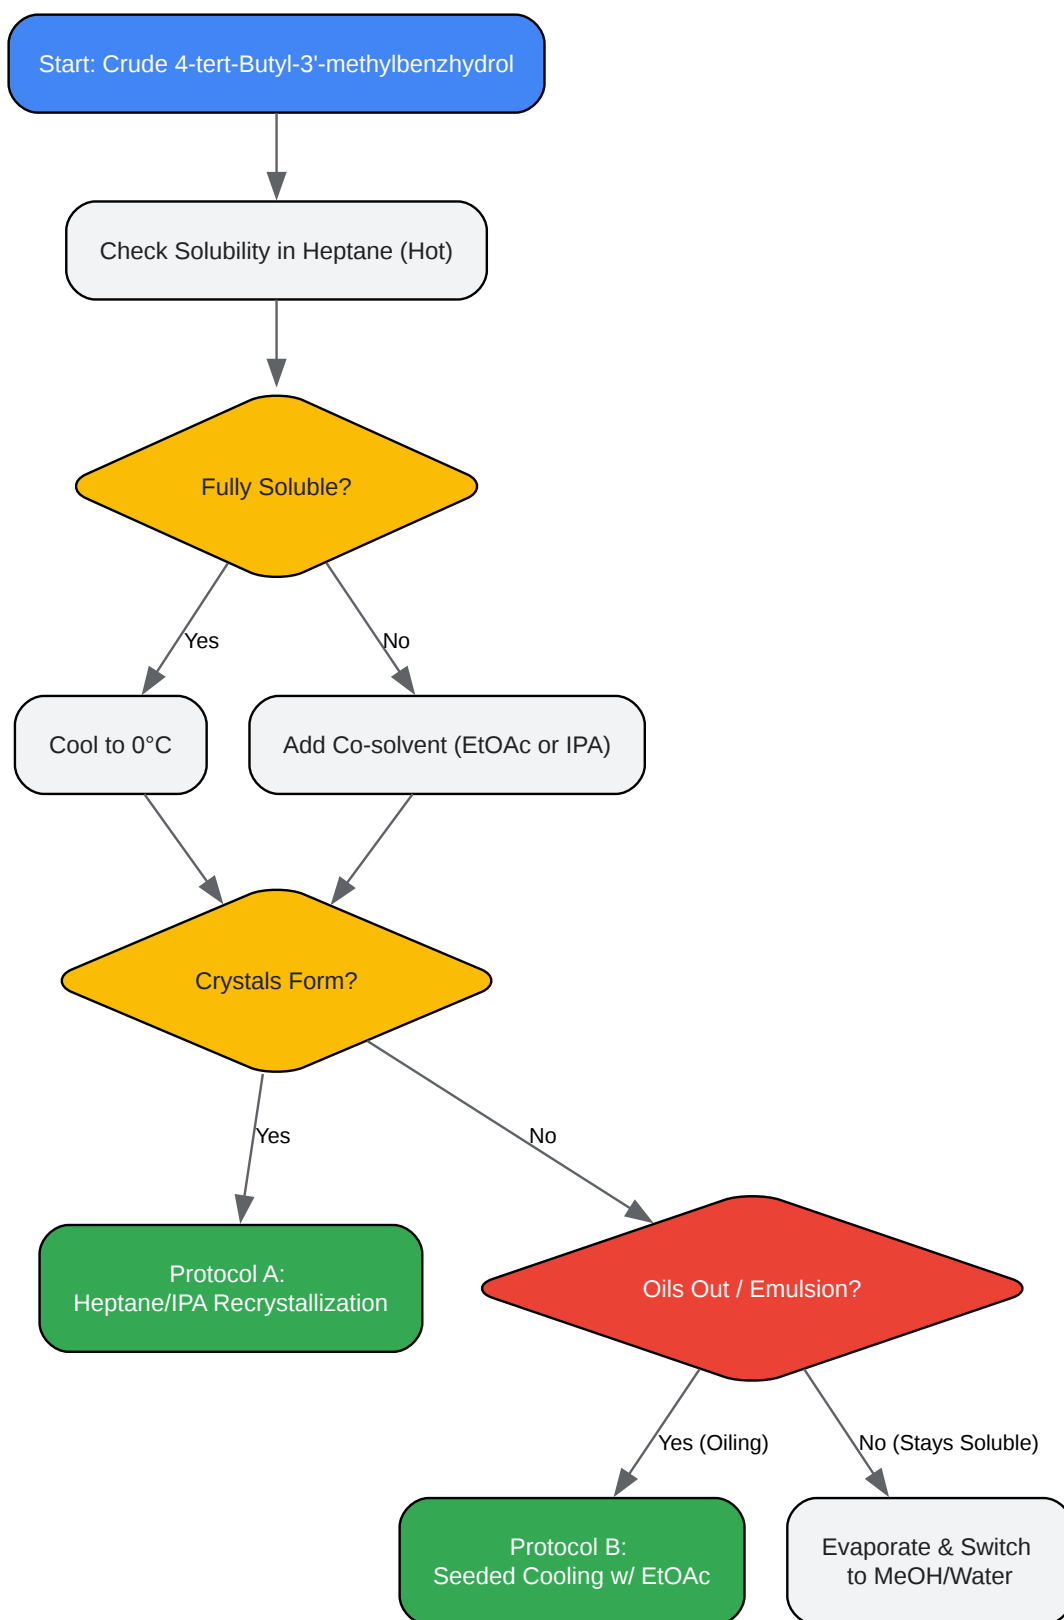 Start: Crude 4-tert-Butyl-3'-methylbenzhydrol
Check Solubility in Heptane (Hot)
Fully Soluble?
Yes
No
Cool to 0°C
Add Co-solvent (EtOAc or IPA)
Crystals Form?
Yes
No
Protocol A:
Heptane/IPA Recrystallization
Oils Out / Emulsion?
Yes (Oiling)
No (Stays Soluble)
Protocol B:
Seeded Cooling w/ EtOAc
Evaporate & Switch
to MeOH/Water